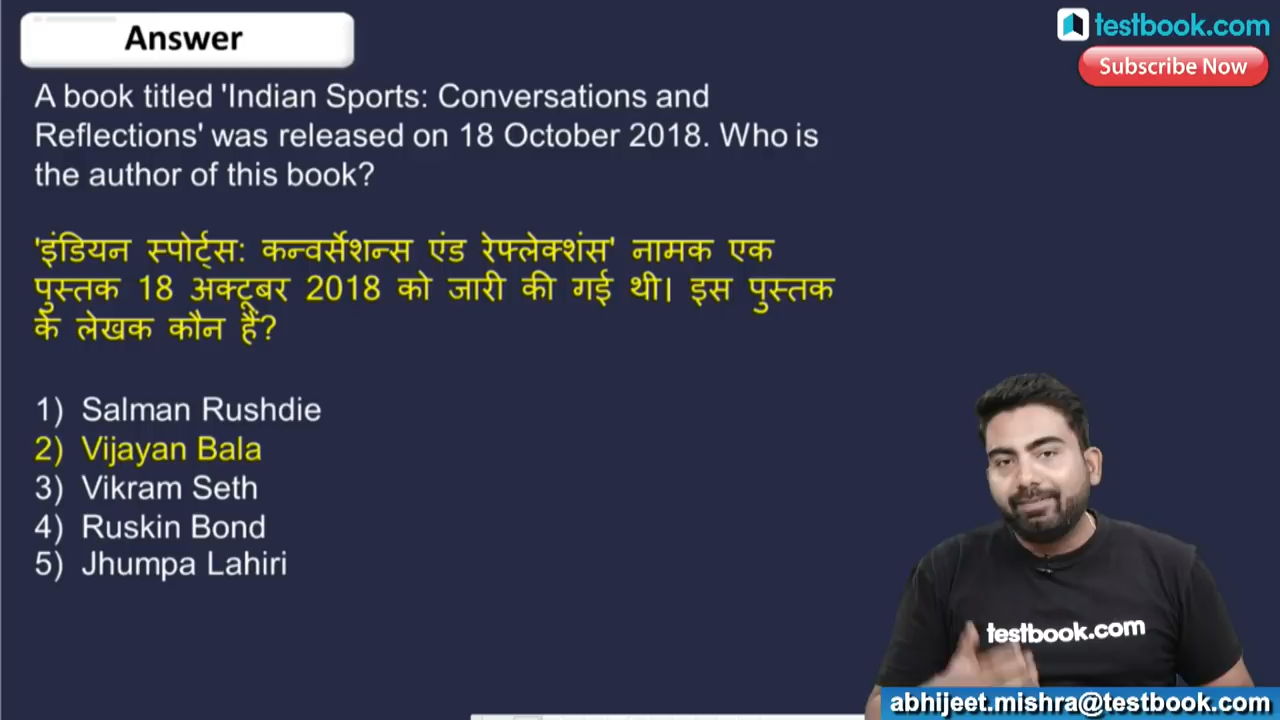 Answer
testbook.com
Subscribe Now
A book titled 'Indian Sports: Conversations and
Reflections' was released on 18 October 2018. Who is
the author of this book?
'इंडियन स्पोर्ट्स: कन्वर्सेशन्स एंड रेफ्लेक्शंस' नामक एक
पुस्तक 18 अक्टूबर 2018 को जारी की गई थी। इस पुस्तक
के लेखक कौन हैं?
1) Salman Rushdie
2) Vijayan Bala
3) Vikram Seth
4) Ruskin Bond
5) Jhumpa Lahiri
testbook.com
abhijeet.mishra@testbook.com